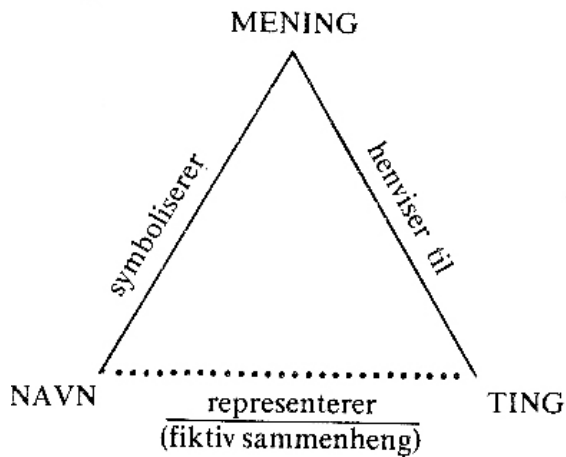 MENING
symboliserer
henviser til
NAVN
representerer
TING
(fiktiv sammenheng)